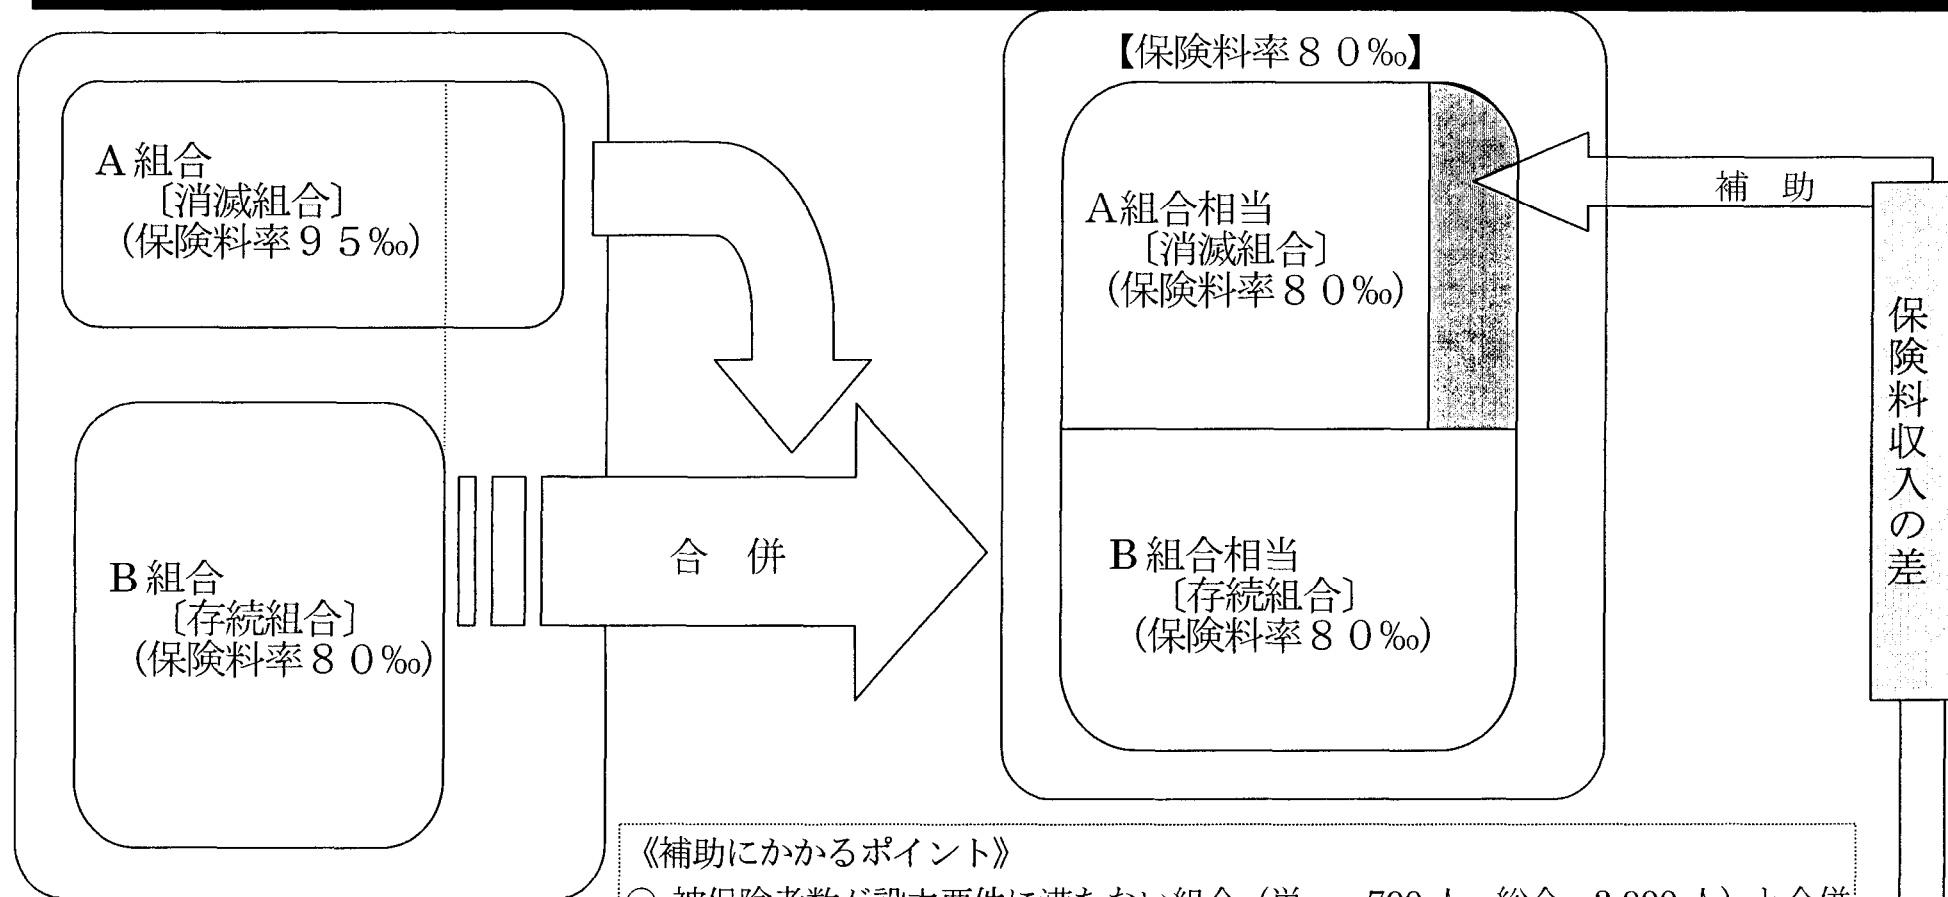 A組合
〔消滅組合〕
(保険料率９５‰)
B組合
〔存続組合〕
(保険料率８０‰)
合　併
【保険料率８０‰】
A組合相当
〔消滅組合〕
(保険料率８０‰)
B組合相当
〔存続組合〕
(保険料率８０‰)
補　助
保険料収入の差
《補助にかかるポイント》